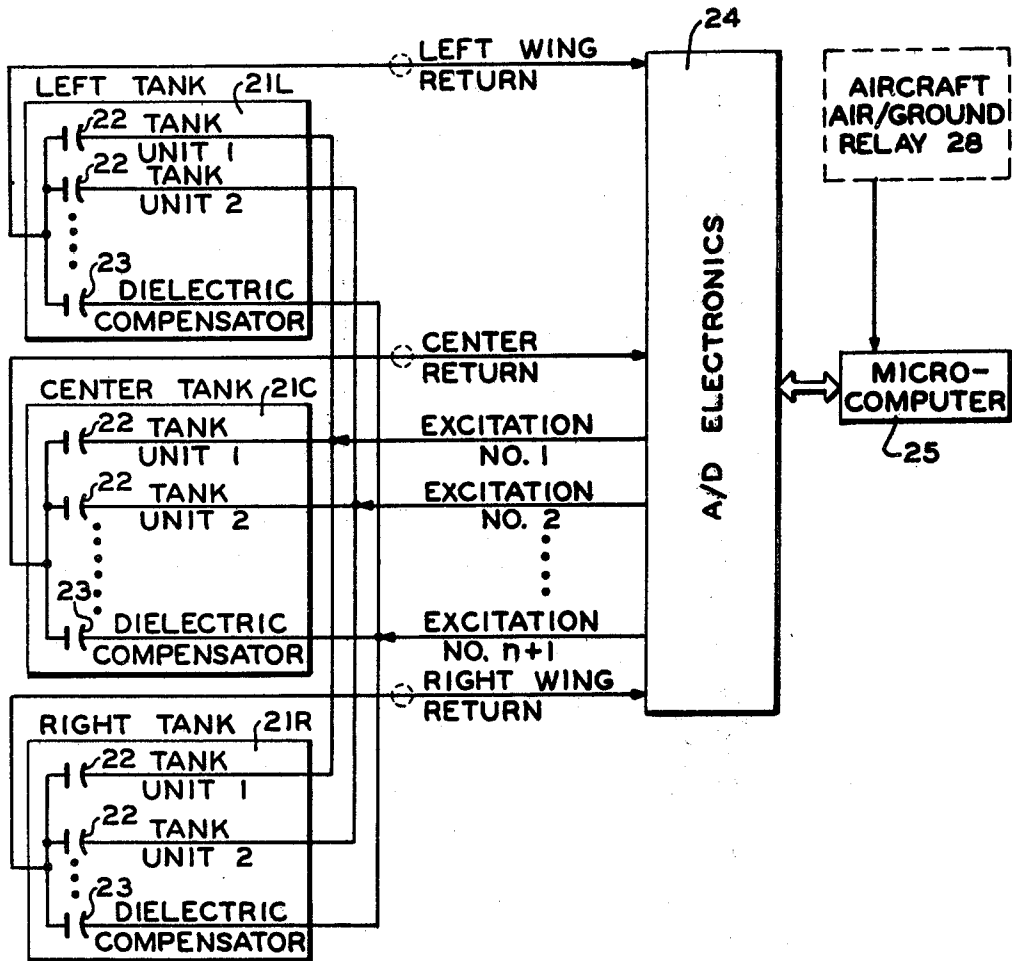 24
LEFT WING
RETURN
LEFT TANK 21L
22 TANK
UNIT 1
22 TANK
UNIT 2
23 DIELECTRIC
COMPENSATOR
AIRCRAFT
AIR/GROUND
RELAY 28
A/D ELECTRONICS
CENTER
RETURN
MICRO-
COMPUTER
25
CENTER TANK 21C
22 TANK
UNIT 1
22 TANK
UNIT 2
23 DIELECTRIC
COMPENSATOR
EXCITATION
NO. 1
EXCITATION
NO. 2
EXCITATION
NO. n+1
RIGHT WING
RETURN
RIGHT TANK 21R
22 TANK
UNIT 1
22 TANK
UNIT 2
23 DIELECTRIC
COMPENSATOR